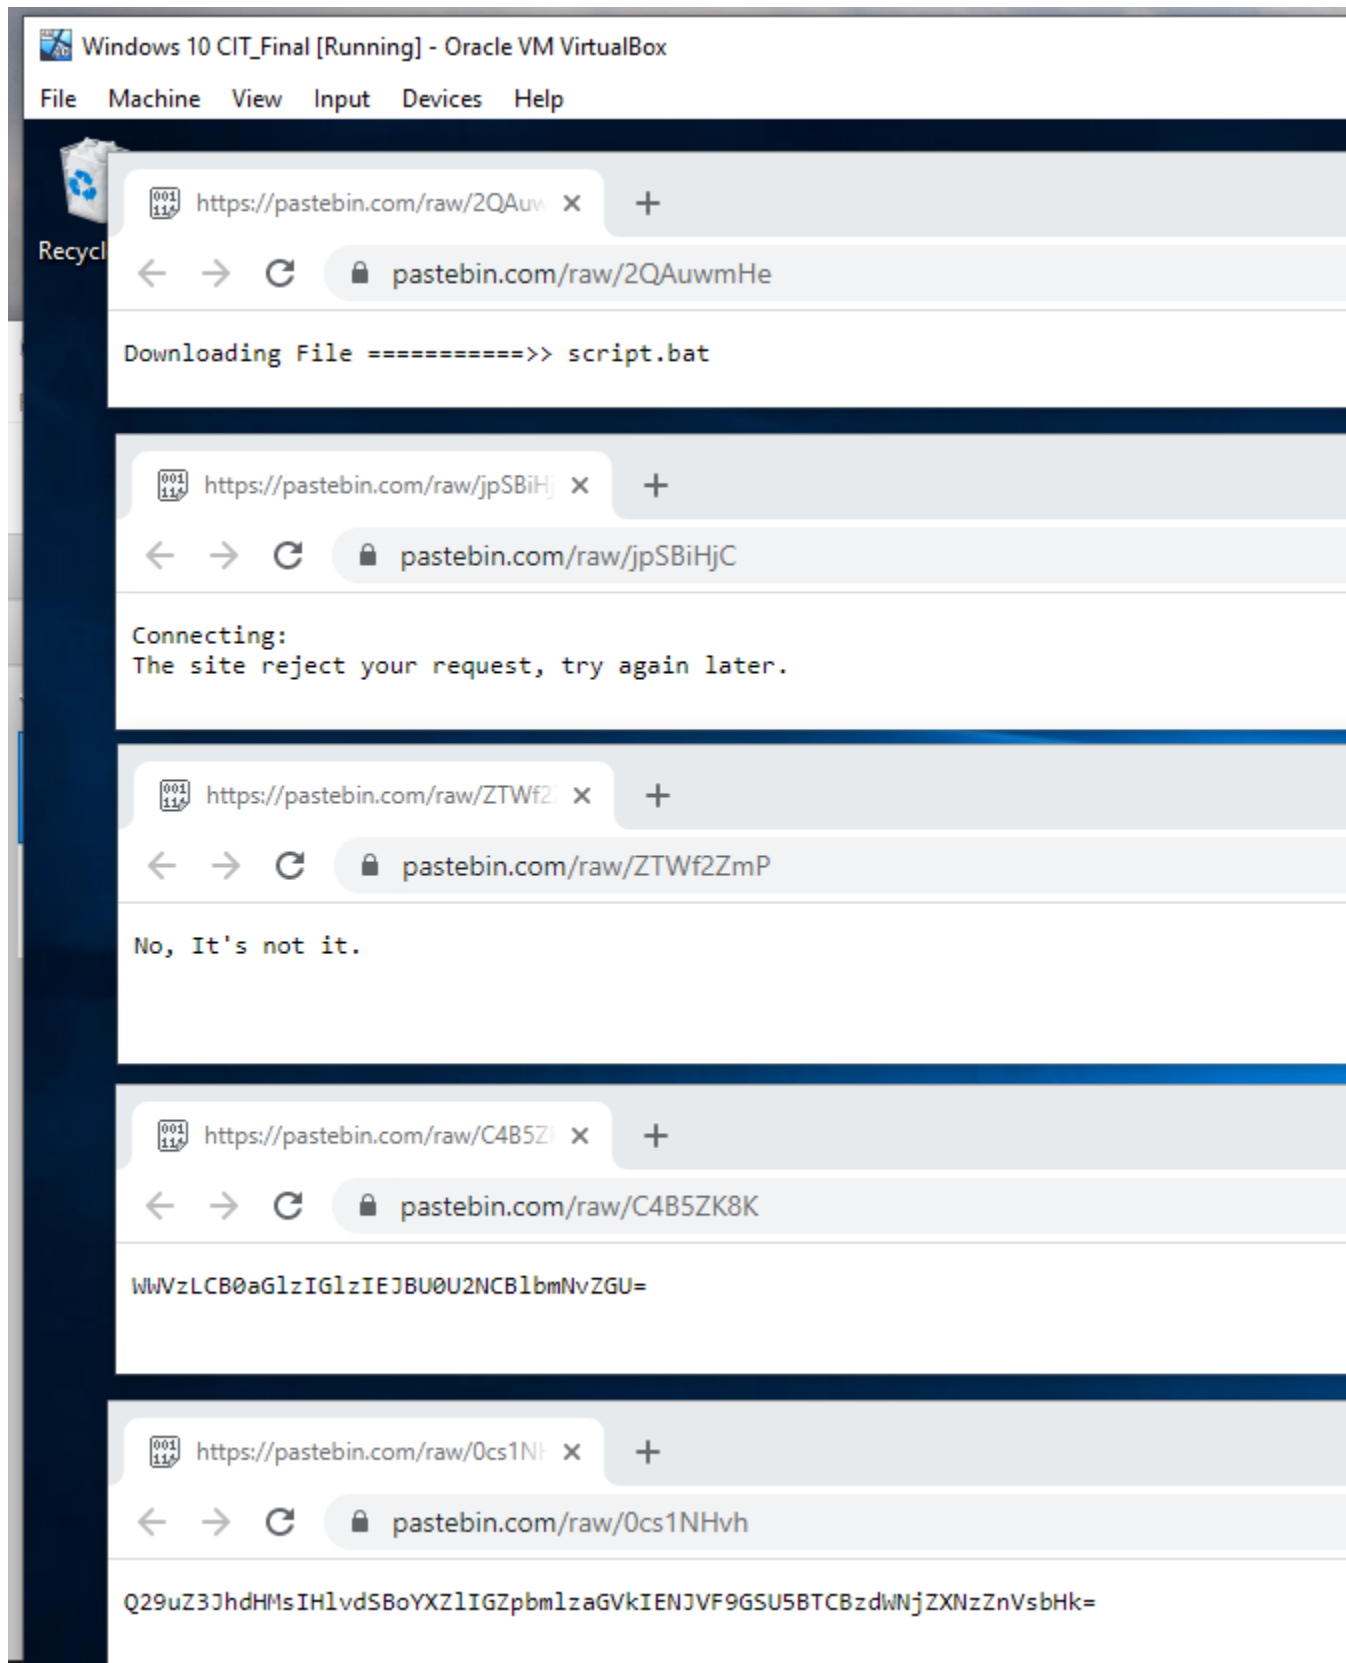 Windows 10 CIT_Final [Running] - Oracle VM VirtualBox
File Machine View Input Devices Help
https://pastebin.com/raw/2QAuw
Recycl
pastebin.com/raw/2QAuwmHe
Downloading File ===========>> script.bat
https://pastebin.com/raw/jpSBiHj
pastebin.com/raw/jpSBiHjC
Connecting:
The site reject your request, try again later.
https://pastebin.com/raw/ZTWf2
pastebin.com/raw/ZTWf2ZmP
No, It's not it.
https://pastebin.com/raw/C4B5Z
pastebin.com/raw/C4B5ZK8K
WWVzLCB0aGlzIGlzIEJBU0U2NCBlbmNvZGU=
https://pastebin.com/raw/0cs1NH
pastebin.com/raw/0cs1NHvh
Q29uZ3JhdHMsIHlvdSBoYXZlIGZpbmlzaGVkIENJVF9GSU5BTCBzdWNjZXNzZnVsbHk=